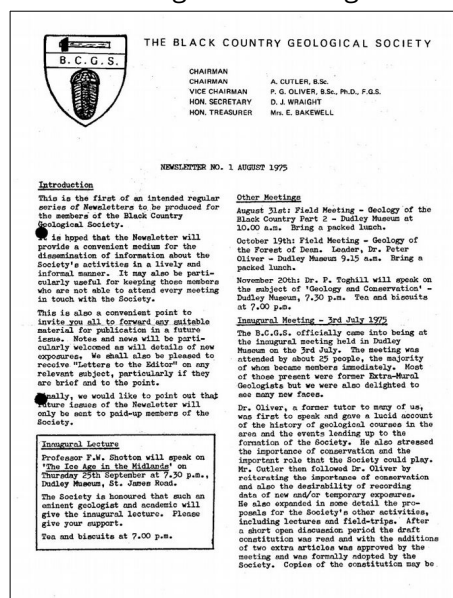 B.C.G.S.
THE BLACK COUNTRY GEOLOGICAL SOCIETY
CHAIRMAN
CHAIRMAN A. CUTLER, B.Sc.
VICE CHAIRMAN P. G. OLIVER, B.Sc., Ph.D., F.G.S.
HON. SECRETARY D. J. WRAIGHT
HON. TREASURER Mrs. E. BAKEWELL
NEWSLETTER NO. 1 AUGUST 1975
Introduction
This is the first of an intended regular
series of Newsletters to be produced for
the members of the Black Country
Geological Society.
It is hpped that the Newsletter will
provide a convenient medium for the
dissemination of information about the
Society's activities in a lively and
informal manner. It may also be parti-
cularly useful for keeping those members
who are not able to attend every meeting
in touch with the Society.
This is also a convenient point to
invite you all to forward any suitable
material for publication in a future
issue. Notes and news will be parti-
cularly welcomed as will details of new
exposures. We shall also be pleased to
receive "Letters to the Editor" on any
relevant subject, particularly if they
are brief and to the point.
Finally, we would like to point out that
future issues of the Newsletter will
only be sent to paid-up members of the
Society.
Inaugural Lecture
Professor F.W. Shotton will speak on
'The Ice Age in the Midlands' on
Thursday 25th September at 7.30 p.m.,
Dudley Museum, St. James Road.
The Society is honoured that such an
eminent geologist and academic will
give the inaugural lecture. Please
give your support.
Tea and biscuits at 7.00 p.m.
Other Meetings
August 31st: Field Meeting - Geology of the
Black Country Part 2 - Dudley Museum at
10.00 a.m. Bring a packed lunch.
October 19th: Field Meeting - Geology of
the Forest of Dean. Leader, Dr. Peter
Oliver - Dudley Museum 9.15 a.m. Bring a
packed lunch.
November 20th: Dr. P. Toghill will speak on
the subject of 'Geology and Conservation' -
Dudley Museum, 7.30 p.m. Tea and biscuits
at 7.00 p.m.
Inaugural Meeting - 3rd July 1975
The B.C.G.S. officially came into being at
the inaugural meeting held in Dudley
Museum on the 3rd July. The meeting was
attended by about 25 people, the majority
of whom became members immediately. Most
of those present were former Extra-Mural
Geologists but we were also delighted to
see many new faces.
Dr. Oliver, a former tutor to many of us,
was first to speak and gave a lucid account
of the history of geological courses in the
area and the events leading up to the
formation of the Society. He also stressed
the importance of conservation and the
important role that the Society could play.
Mr. Cutler then followed Dr. Oliver by
reiterating the importance of conservation
and also the desirability of recording
data of new and/or temporary exposures.
He also expanded in some detail the pro-
posals for the Society's other activities,
including lectures and field-trips. After
a short open discussion period the draft
constitution was read and with the additions
of two extra articles was approved by the
meeting and was formally adopted by the
Society. Copies of the constitution may be